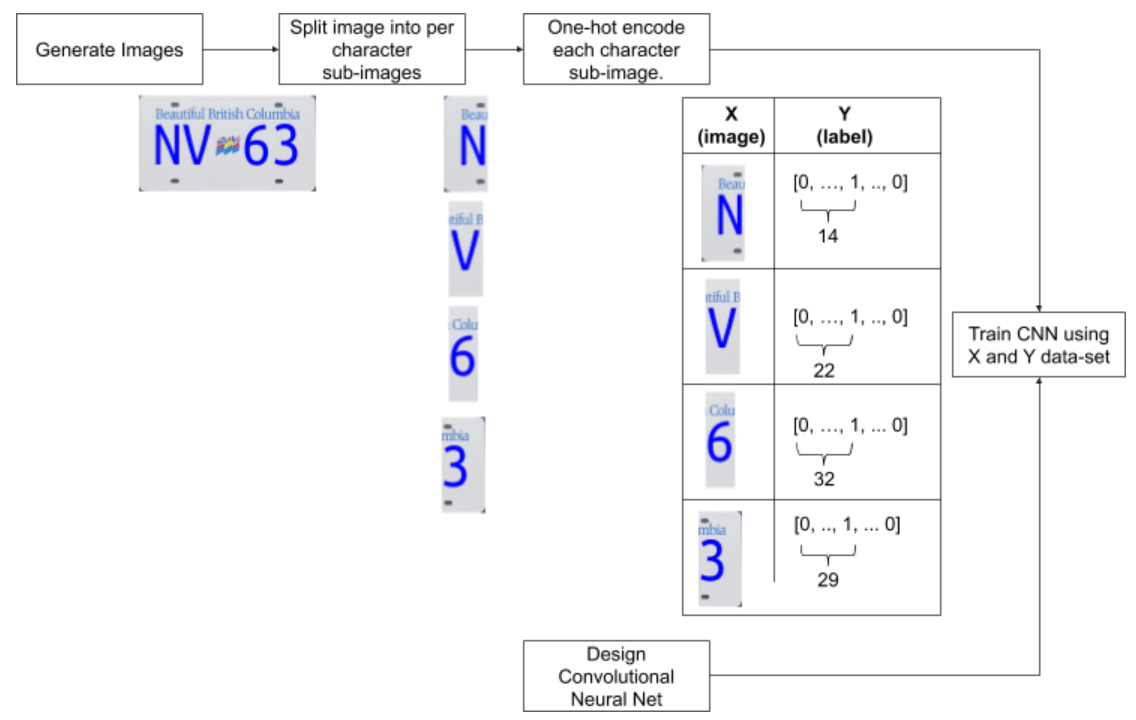 Generate Images
Split image into per
character
sub-images
One-hot encode
each character
sub-image.
Beautiful British Columbia
NV 63
Beau
N
tiful B
V
Colu
6
mbia
3
X
(image)
Y
(label)
Beau
N
[0, ..., 1, .., 0]
14
tiful B
V
[0, ..., 1, .., 0]
22
Colu
6
[0, ..., 1, ... 0]
32
mbia
3
[0, .., 1, ... 0]
29
Train CNN using
X and Y data-set
Design
Convolutional
Neural Net